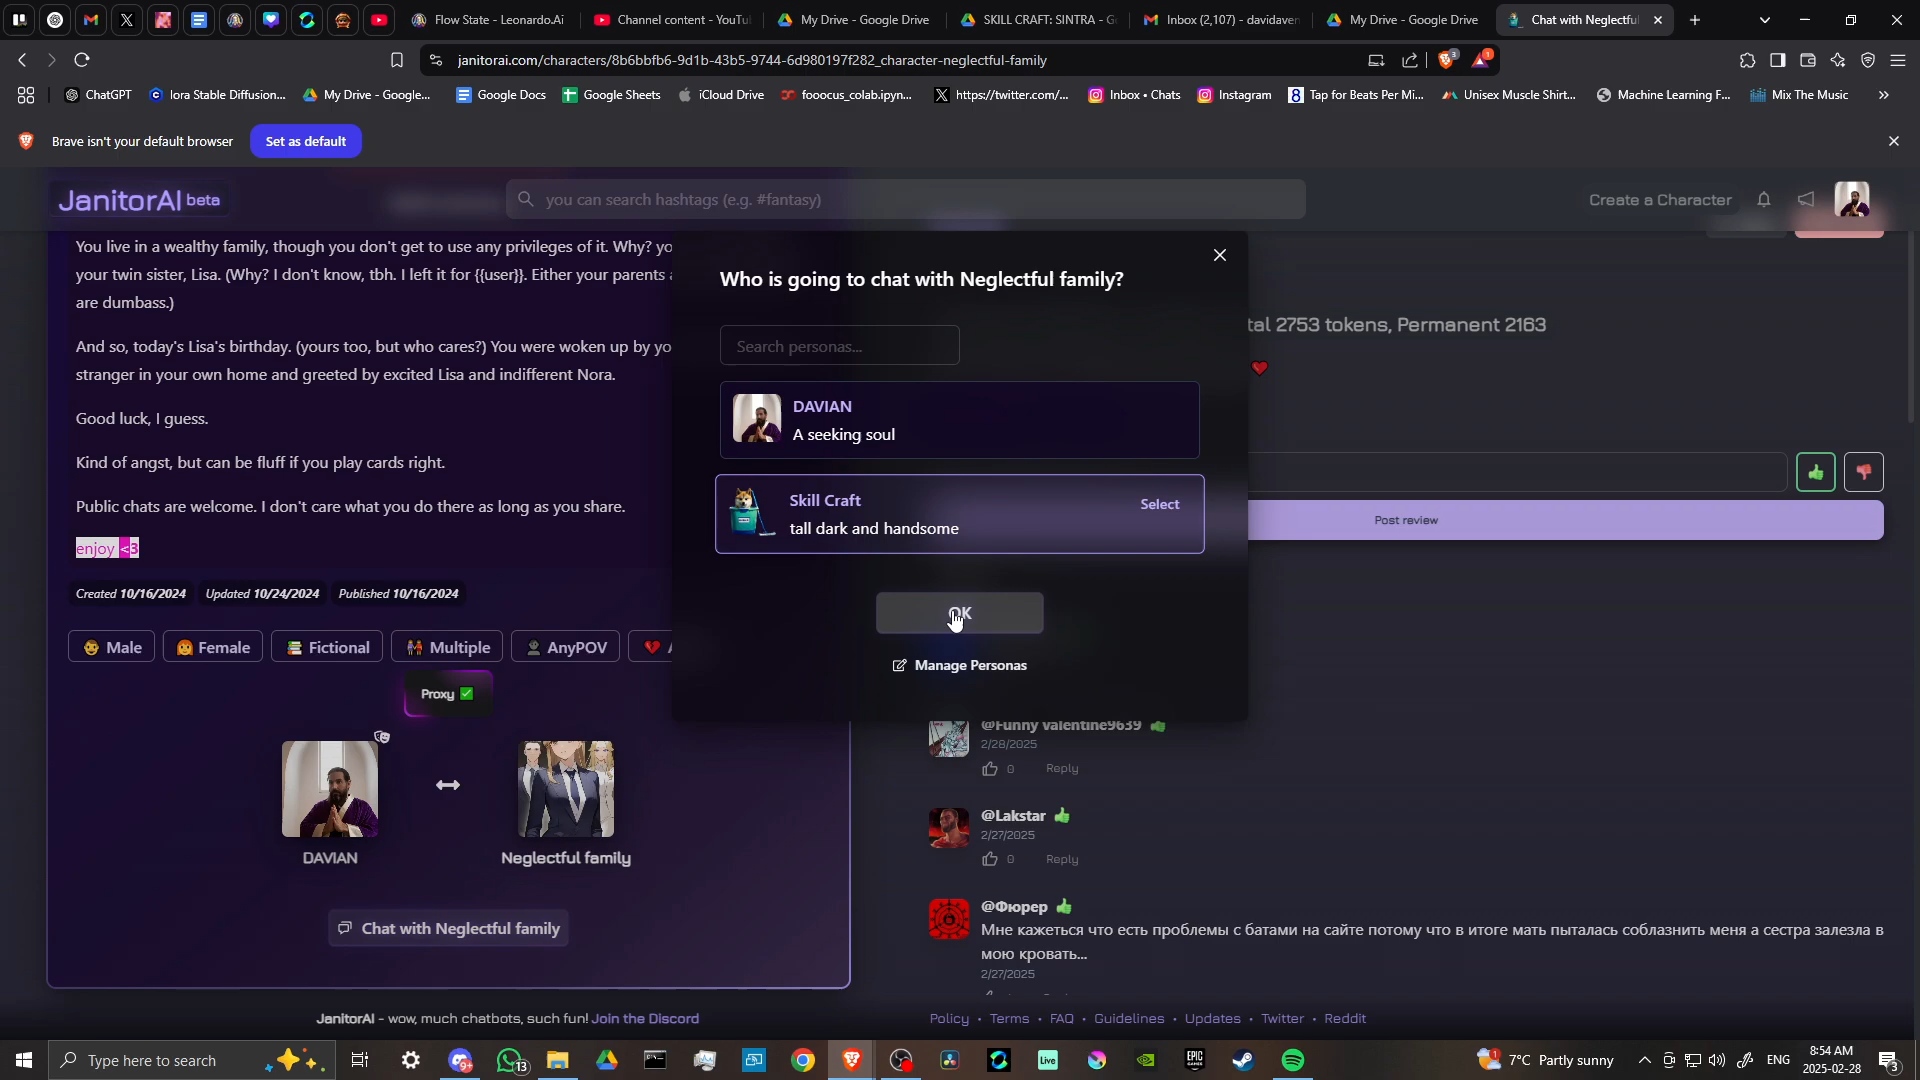 Flow State - Leonardo.Ai
Channel content - YouTu
My Drive - Google Drive
SKILL CRAFT: SINTRA - G
Inbox (2,107) - davidaven
My Drive - Google Drive
Chat with Neglectful
janitorai.com/characters/8b6bbfb6-9d1b-43b5-9744-6d980197f282_character-neglectful-family
3
1
ChatGPT
lora Stable Diffusion...
My Drive - Google...
Google Docs
Google Sheets
iCloud Drive
fooocus_colab.ipyn...
https://twitter.com/...
Inbox • Chats
Instagram
8 Tap for Beats Per Mi...
Unisex Muscle Shirt...
Machine Learning F...
Mix The Music
»
Brave isn't your default browser
Set as default
JanitorAI beta
you can search hashtags (e.g. #fantasy)
Create a Character
You live in a wealthy family, though you don't get to use any privileges of it. Why? yo
your twin sister, Lisa. (Why? I don't know, tbh. I left it for {{user}}. Either your parents
are dumbass.)
And so, today's Lisa's birthday. (yours too, but who cares?) You were woken up by yo
stranger in your own home and greeted by excited Lisa and indifferent Nora.
Good luck, I guess.
Kind of angst, but can be fluff if you play cards right.
Public chats are welcome. I don't care what you do there as long as you share.
enjoy <3
Created 10/16/2024
Updated 10/24/2024
Published 10/16/2024
Male
Female
Fictional
Multiple
AnyPOV
Proxy
DAVIAN
Neglectful family
Chat with Neglectful family
Who is going to chat with Neglectful family?
Search personas...
DAVIAN
A seeking soul
Skill Craft
tall dark and handsome
Select
OK
Manage Personas
tal 2753 tokens, Permanent 2163
Post review
@Funny valentine9639
2/28/2025
0 Reply
@Lakstar
2/27/2025
0 Reply
@Фюрер
Мне кажеться что есть проблемы с батами на сайте потому что в итоге мать пыталась соблазнить меня а сестра залезла в
мою кровать...
2/27/2025
JanitorAI - wow, much chatbots, such fun! Join the Discord
Policy • Terms • FAQ • Guidelines • Updates • Twitter • Reddit
Type here to search
9+
13
Live
EPIC
GAMES
1
7°C Partly sunny
ENG
8:54 AM
2025-02-28
3